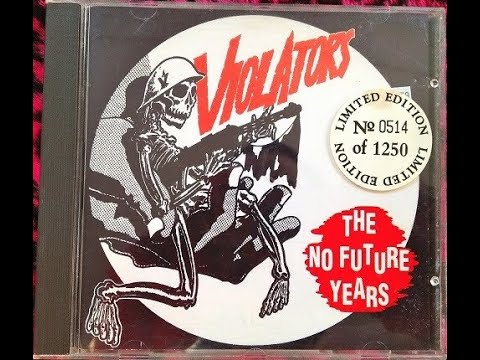 VIOLATORS
LIMITED EDITION
No 0514
of 1250
LIMITED EDITION
THE
NO FUTURE
YEARS